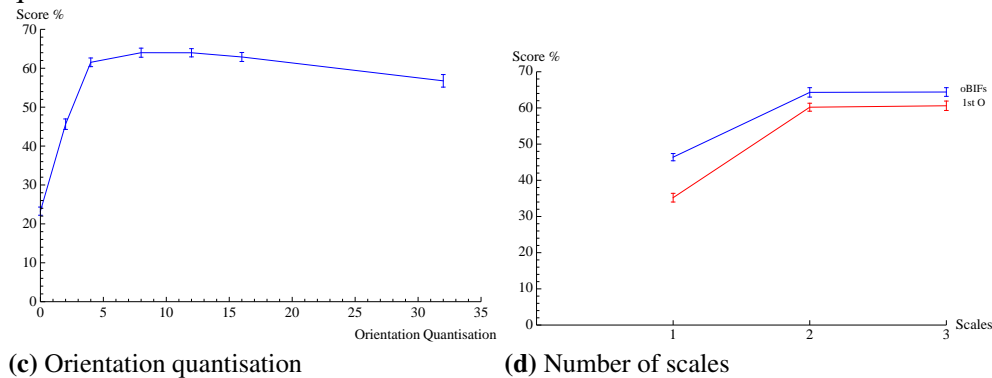 Score %
70
60
50
40
30
20
10
0
0 5 10 15 20 25 30 35
Orientation Quantisation
(c) Orientation quantisation
Score %
70
60
50
40
30
20
10
0
oBIFs
1st O
1 2 3 Scales
(d) Number of scales